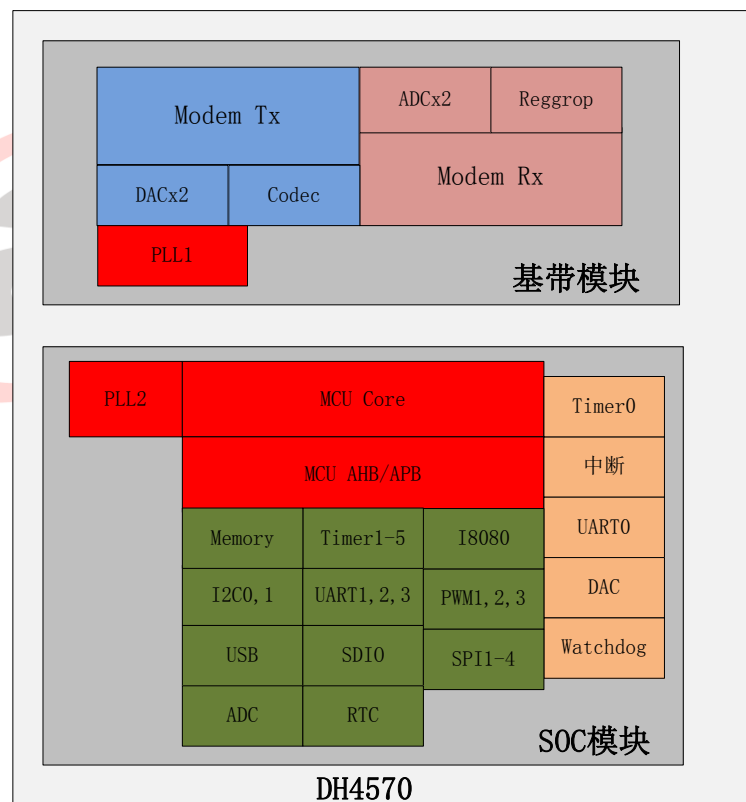 Modem Tx
ADCx2
Reggrop
DACx2
Codec
Modem Rx
PLL1
基带模块
PLL2
MCU Core
Timer0
MCU AHB/APB
中断
Memory
Timer1-5
I8080
UART0
I2C0,1
UART1,2,3
PWM1,2,3
DAC
USB
SDIO
SPI1-4
Watchdog
ADC
RTC
SOC模块
DH4570